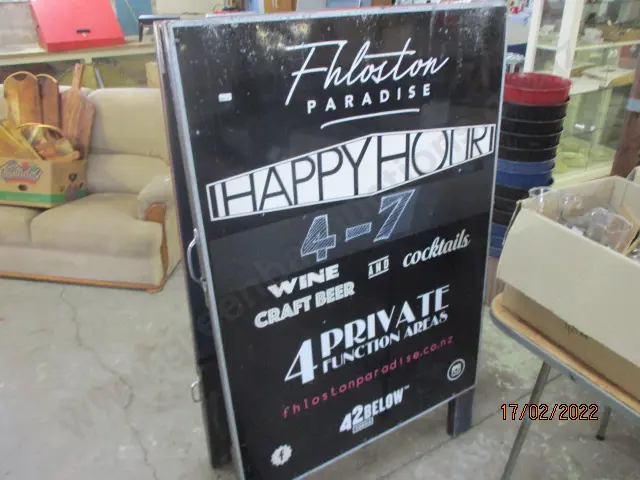 Fhloston
PARADISE
HAPPY HOUR!
4-7
WINE AND cocktails
CRAFT BEER
4 PRIVATE
FUNCTION AREAS
fhlostonparadise.co.nz
42BELOW
17/02/2022